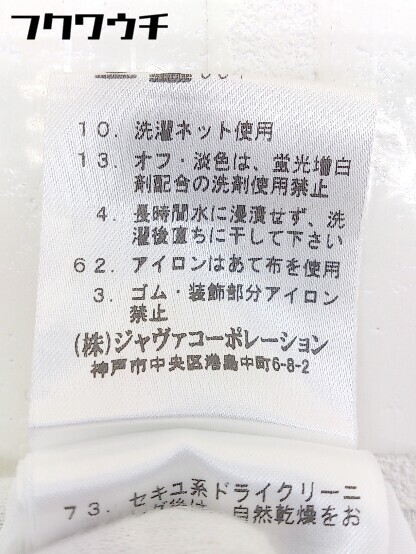 フクワウチ
10. 洗濯ネット使用
13. オフ・淡色は、蛍光増白
剤配合の洗剤使用禁止
4. 長時間水に浸漬せず、洗
濯後直ちに干して下さい
62. アイロンはあて布を使用
3. ゴム・装飾部分アイロン
禁止
(株)ジャヴァコーポレーション
神戸市中央区港島中町6-8-2
73. セキユ系ドライクリーニ
自然乾燥をお